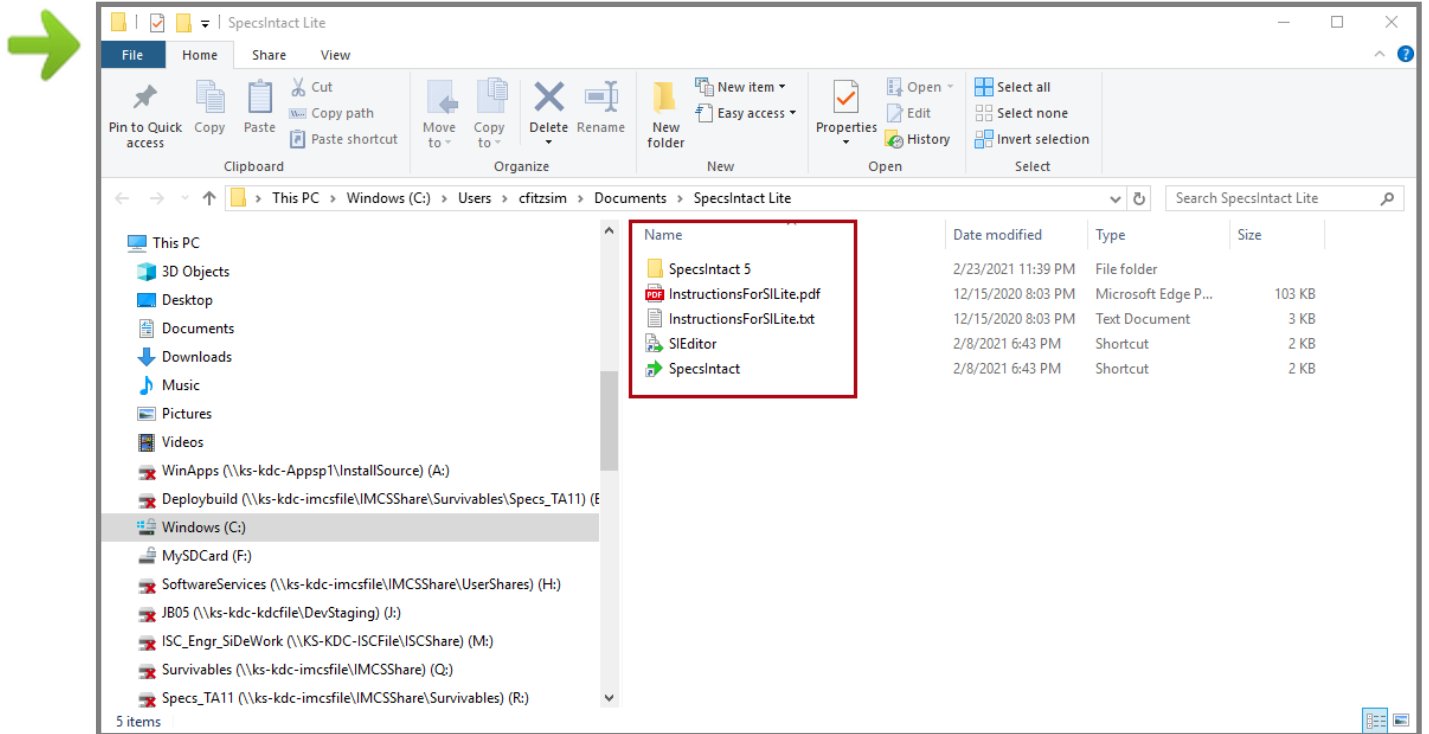 SpecsIntact Lite
File Home Share View
Pin to Quick access
Copy
Paste
Cut
Copy path
Paste shortcut
Clipboard
Move to
Copy to
Delete
Rename
Organize
New folder
New item
Easy access
New
Properties
Open
Edit
History
Open
Select all
Select none
Invert selection
Select
This PC > Windows (C:) > Users > cfitzsim > Documents > SpecsIntact Lite
Search SpecsIntact Lite
This PC
3D Objects
Desktop
Documents
Downloads
Music
Pictures
Videos
WinApps (\\ks-kdc-Appsp1\InstallSource) (A:)
Deploybuild (\\ks-kdc-imcsfile\IMCSShare\Survivables\Specs_TA11) (E
Windows (C:)
MySDCard (F:)
SoftwareServices (\\ks-kdc-imcsfile\IMCSShare\UserShares) (H:)
JB05 (\\ks-kdc-kdcfile\DevStaging) (J:)
ISC_Engr_SiDeWork (\\KS-KDC-ISCFile\ISCShare) (M:)
Survivables (\\ks-kdc-imcsfile\IMCSShare) (Q:)
Specs_TA11 (\\ks-kdc-imcsfile\IMCSShare\Survivables) (R:)
Name Date modified Type Size
SpecsIntact 5 2/23/2021 11:39 PM File folder
PDF InstructionsForSILite.pdf 12/15/2020 8:03 PM Microsoft Edge P... 103 KB
InstructionsForSILite.txt 12/15/2020 8:03 PM Text Document 3 KB
SIEditor 2/8/2021 6:43 PM Shortcut 2 KB
SpecsIntact 2/8/2021 6:43 PM Shortcut 2 KB
5 items